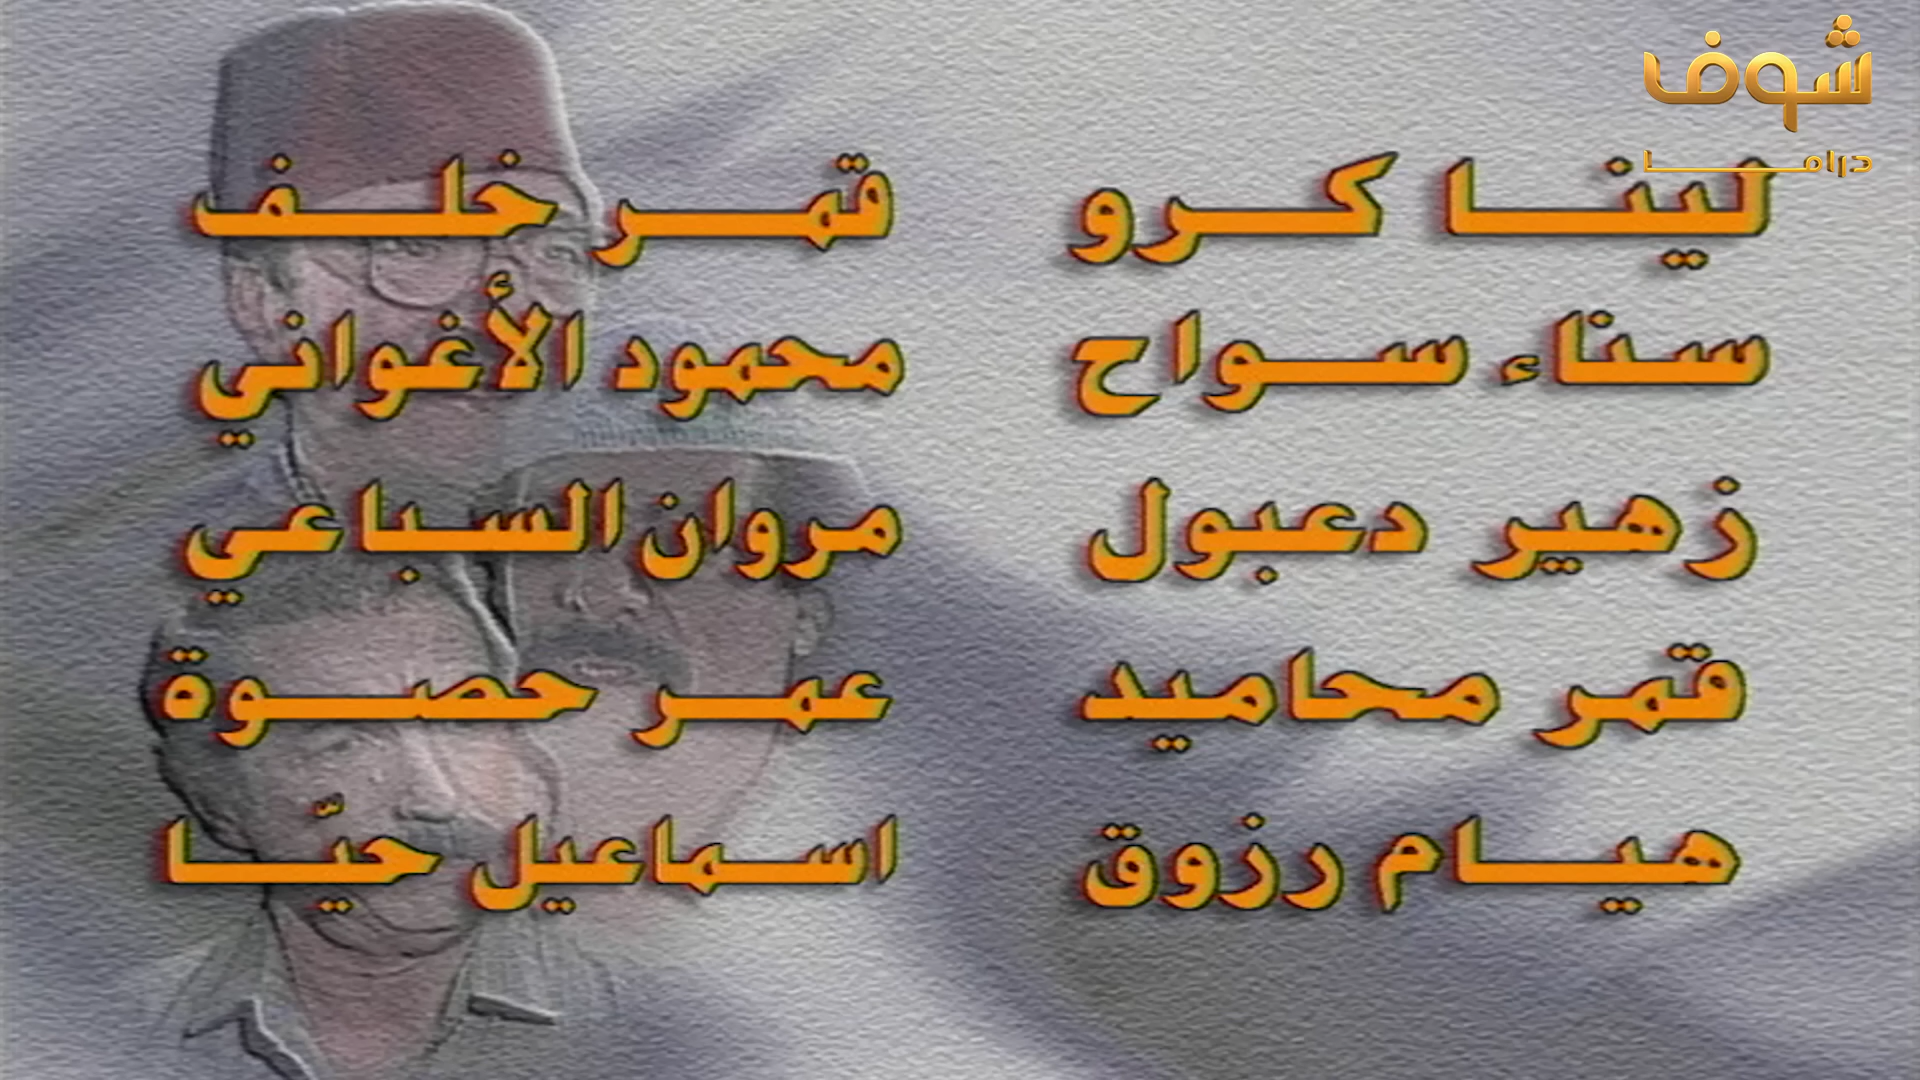 شوف
دراما
لينا كرو
قمر خلف
سناء سواح
محمود الأغواني
زهير دعبول
مروان السباعي
قمر محاميد
عمر حصوة
هيام رزوق
اسماعيل حيّا